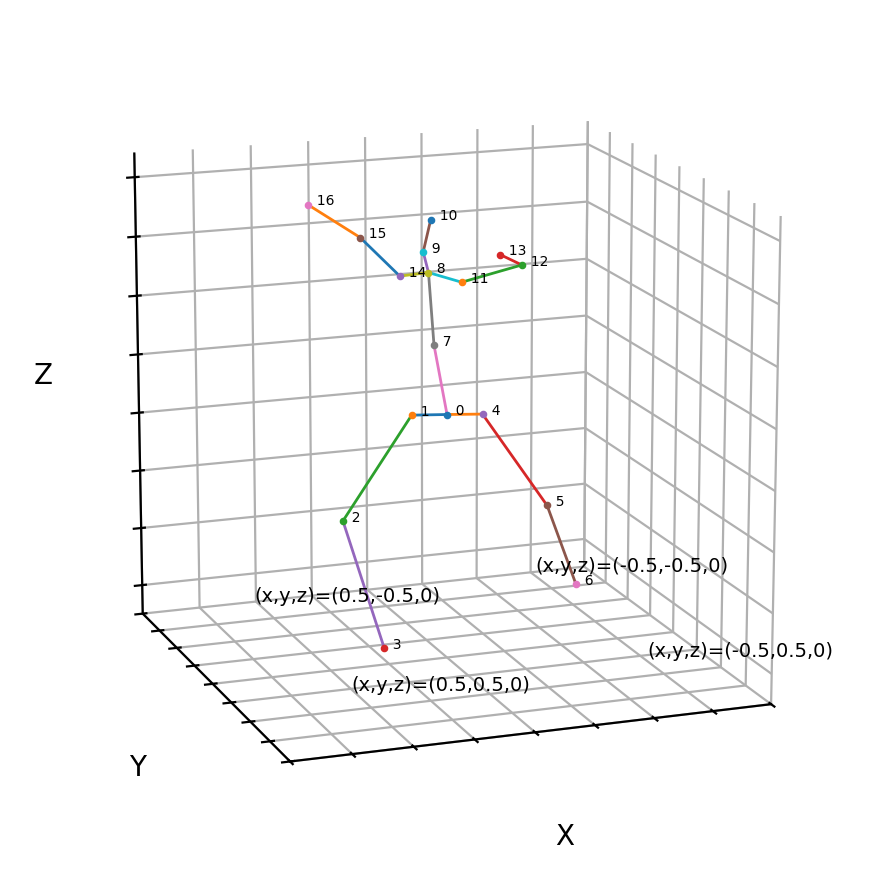 16
10
15
9
13
12
8
14
11
7
Z
0
1
4
5
2
(x,y,z)=(-0.5,-0.5,0)
6
(x,y,z)=(0.5,-0.5,0)
3
(x,y,z)=(-0.5,0.5,0)
(x,y,z)=(0.5,0.5,0)
Y
X